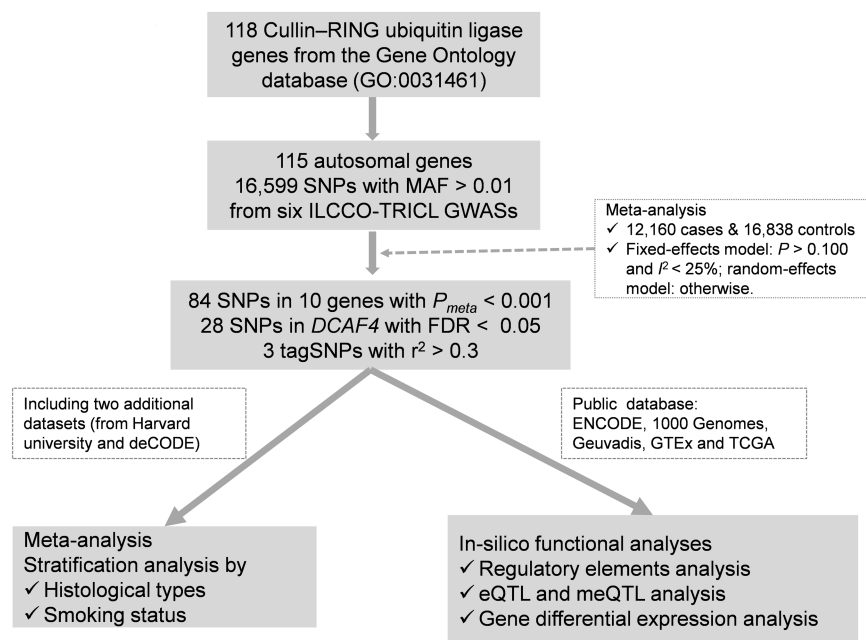 118 Cullin–RING ubiquitin ligase
genes from the Gene Ontology
database (GO:0031461)
115 autosomal genes
16,599 SNPs with MAF > 0.01
from six ILCCO-TRICL GWASs
Meta-analysis
✓ 12,160 cases & 16,838 controls
✓ Fixed-effects model: P > 0.100
and I² < 25%; random-effects
model: otherwise.
84 SNPs in 10 genes with Pmeta < 0.001
28 SNPs in DCAF4 with FDR < 0.05
3 tagSNPs with r² > 0.3
Including two additional
datasets (from Harvard
university and deCODE)
Public database:
ENCODE, 1000 Genomes,
Geuvadis, GTEx and TCGA
Meta-analysis
Stratification analysis by
✓ Histological types
✓ Smoking status
In-silico functional analyses
✓ Regulatory elements analysis
✓ eQTL and meQTL analysis
✓ Gene differential expression analysis